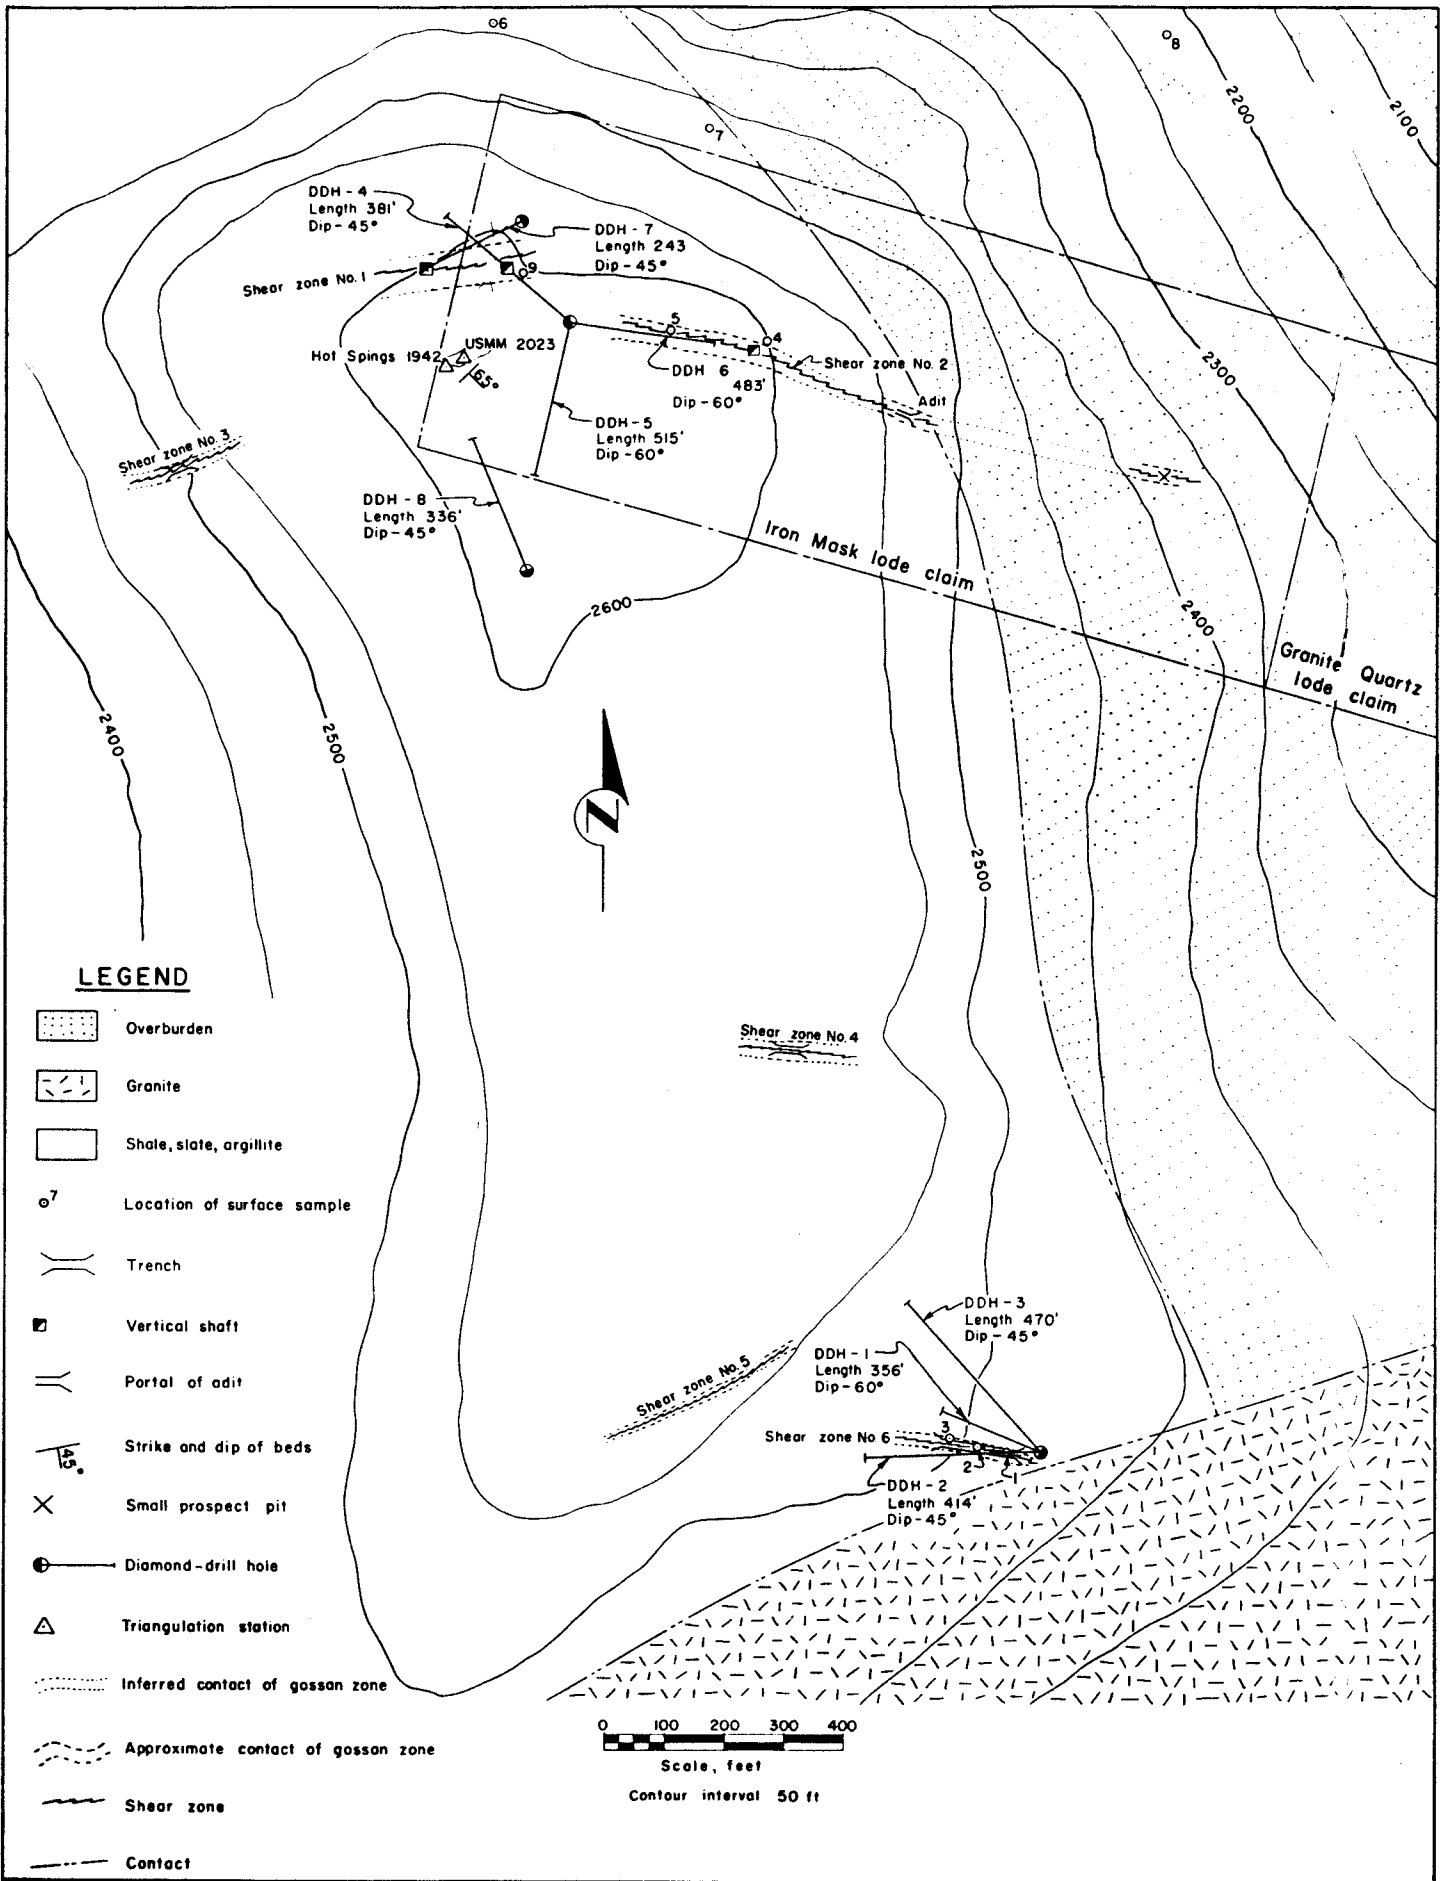 6
8
2200
2100
7
DDH - 4
Length 381'
Dip - 45°
DDH - 7
Length 243
Dip - 45°
9
Shear zone No. 1
5
4
USMM 2023
Hot Spings 1942
65°
Shear zone No. 2
DDH 6
483'
Dip - 60°
Adit
2300
DDH - 5
Length 515'
Dip - 60°
Shear zone No. 3
DDH - 8
Length 336'
Dip - 45°
Iron Mask lode claim
2600
2400
Granite Quartz
lode claim
2400
2500
N
2500
LEGEND
Overburden
Granite
Shale, slate, argillite
7
Location of surface sample
Trench
Vertical shaft
Portal of adit
45°
Strike and dip of beds
Small prospect pit
Diamond - drill hole
Triangulation station
Inferred contact of gossan zone
Approximate contact of gossan zone
Shear zone
Contact
Shear zone No. 4
DDH - 3
Length 470'
Dip - 45°
DDH - 1
Length 356'
Dip - 60°
Shear zone No. 5
Shear zone No 6
3
2
1
DDH - 2
Length 414'
Dip - 45°
0 100 200 300 400
Scale, feet
Contour interval 50 ft